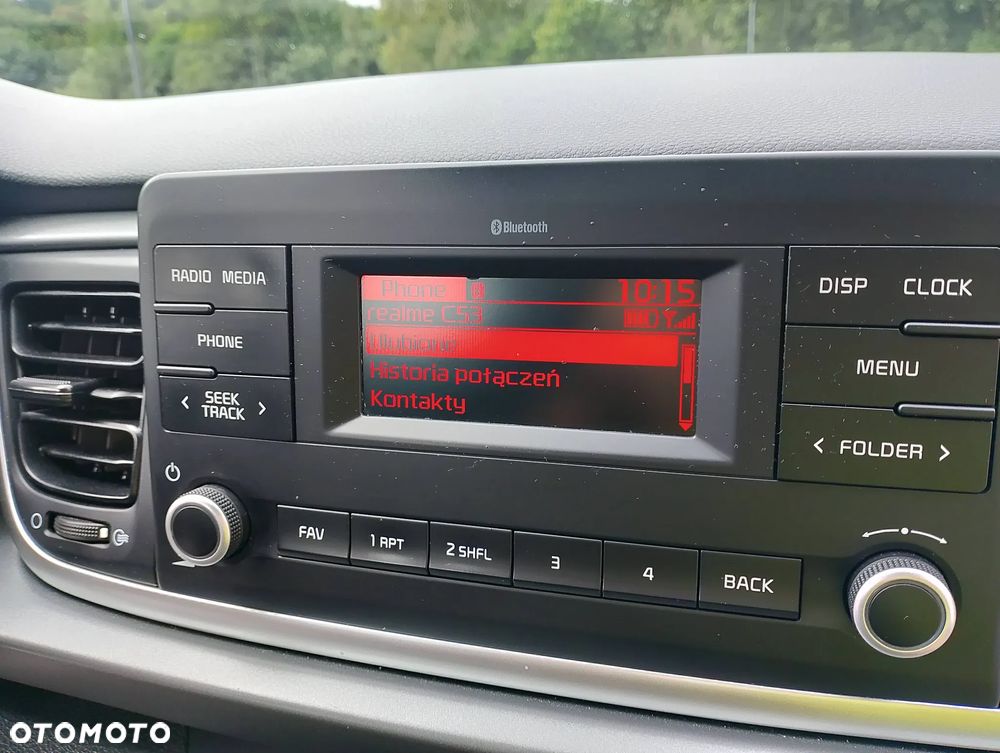 Bluetooth
RADIO MEDIA
PHONE
SEEK
TRACK
Phone 10:15
realme C53
Ulubione
Historia połączeń
Kontakty
DISP CLOCK
MENU
FOLDER
FAV 1 RPT 2 SHFL 3 4 BACK
OTOMOTO